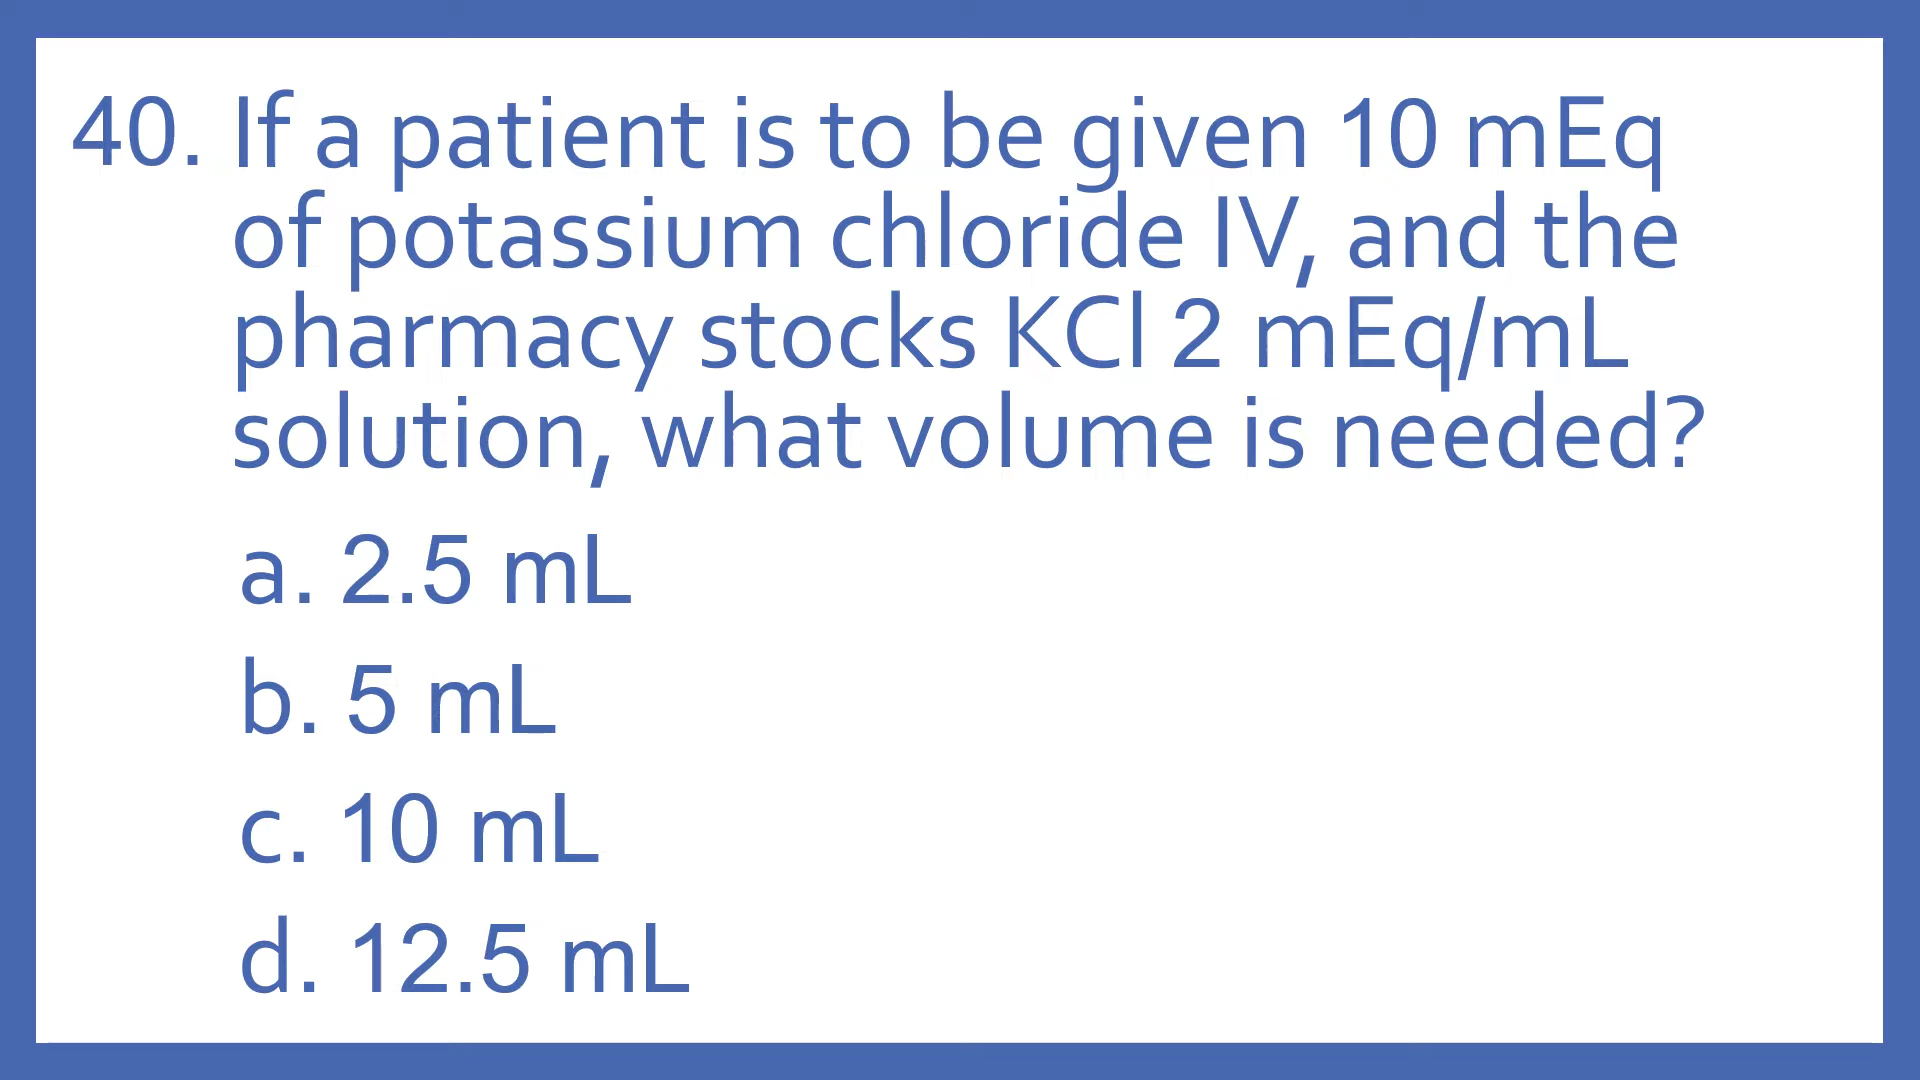 40. If a patient is to be given 10 mEq
of potassium chloride IV, and the
pharmacy stocks KCl 2 mEq/mL
solution, what volume is needed?
a. 2.5 mL
b. 5 mL
c. 10 mL
d. 12.5 mL